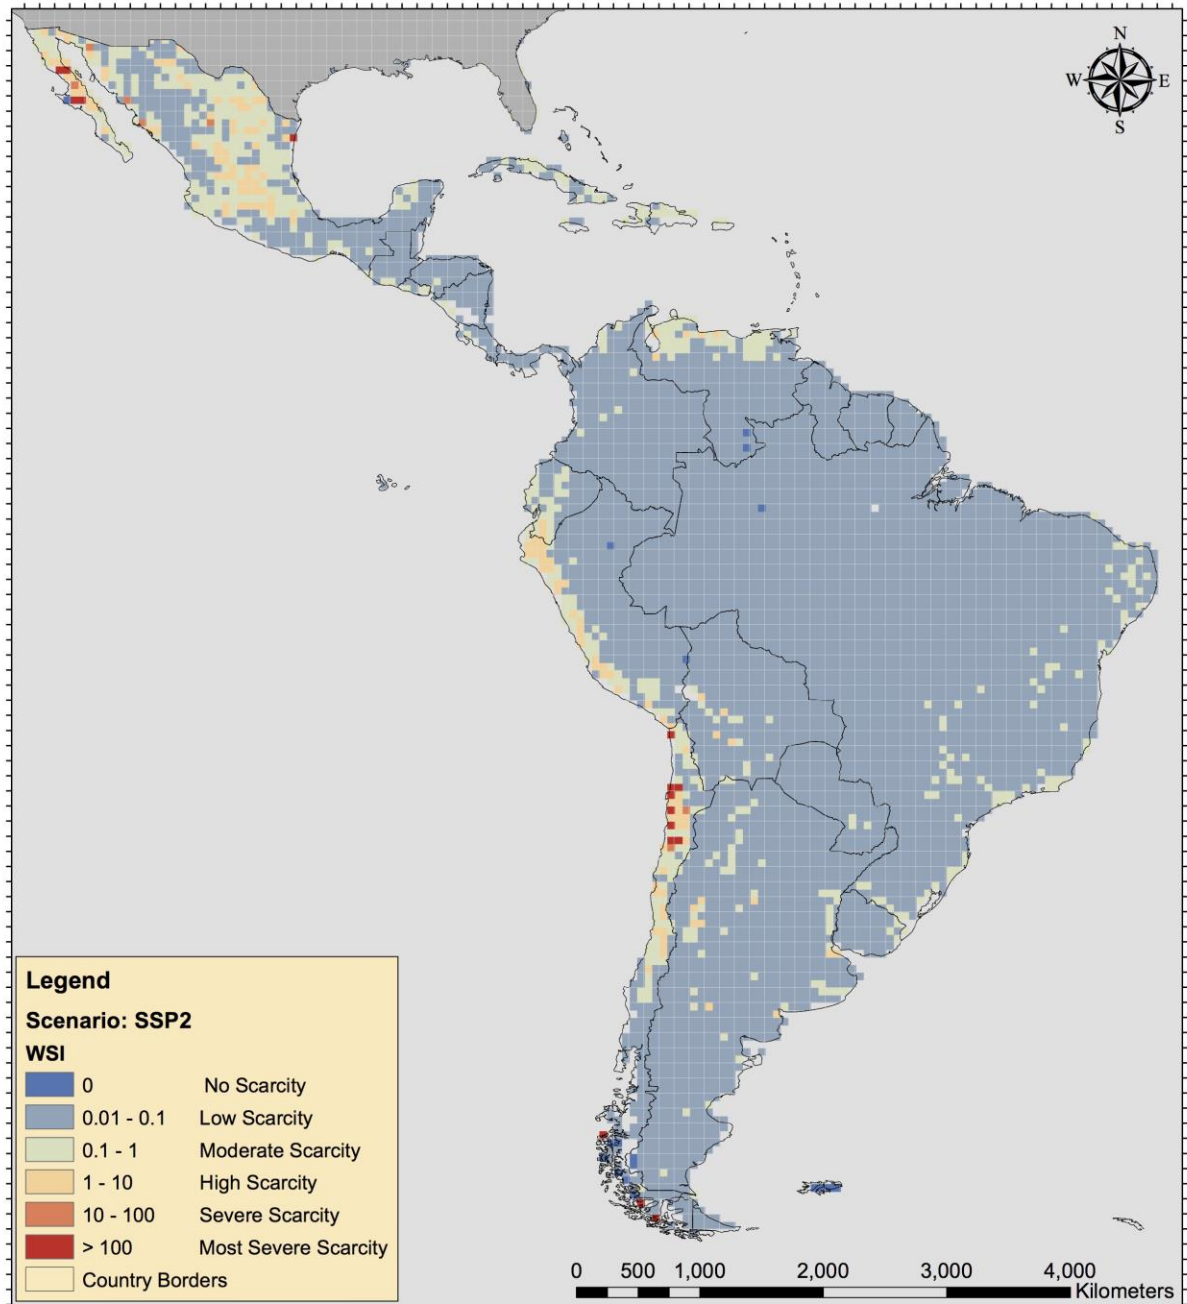 N
W E
S
Legend
Scenario: SSP2
WSI
0 No Scarcity
0.01 - 0.1 Low Scarcity
0.1 - 1 Moderate Scarcity
1 - 10 High Scarcity
10 - 100 Severe Scarcity
> 100 Most Severe Scarcity
Country Borders
0 500 1,000 2,000 3,000 4,000
Kilometers